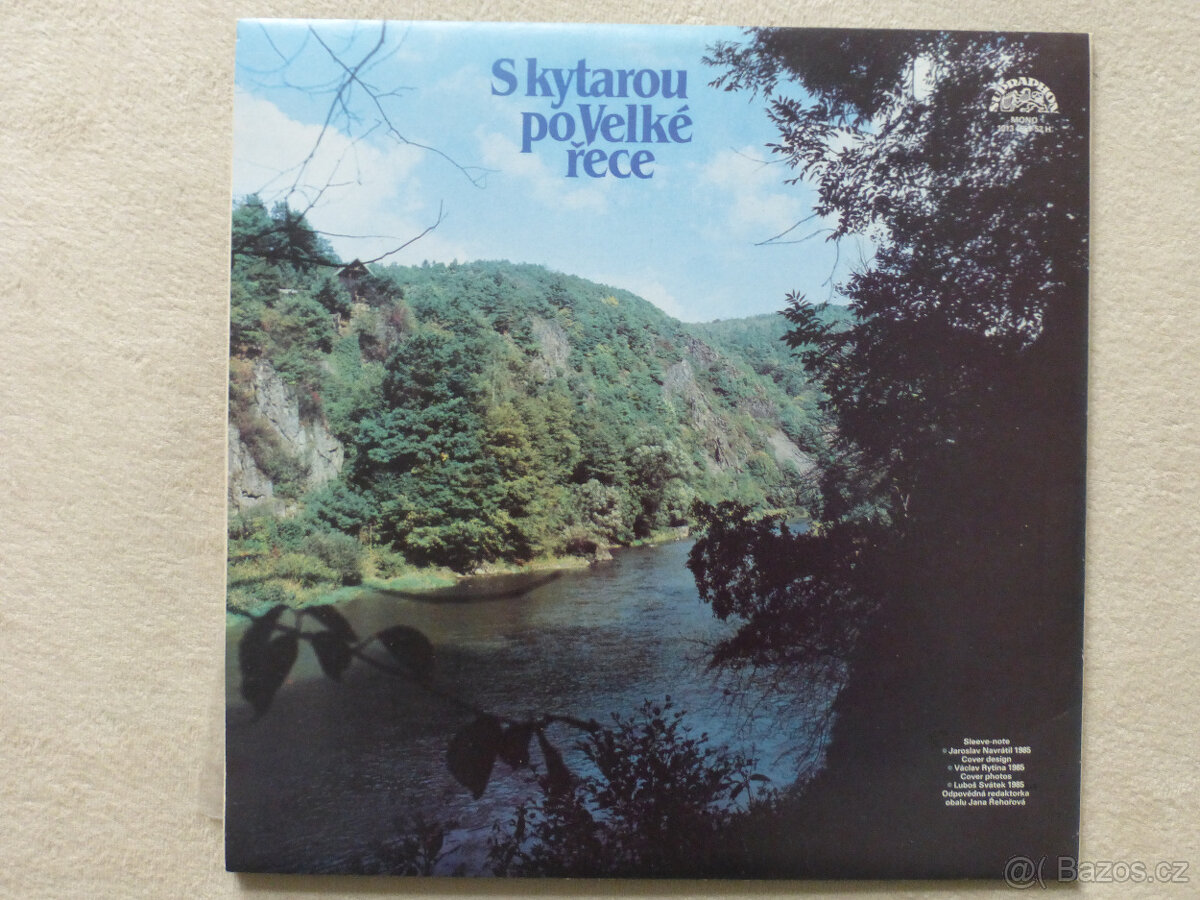 S kytarou
po Velké
řece
SUPRAPHON
MONO
Sleeve-note
© Jaroslav Navrátil 1985
Cover design
© Václav Rytina 1985
Cover photos
© Luboš Svátek 1985
Odpovědná redaktorka
obalu Jana Řehořová
@( Bazos.cz